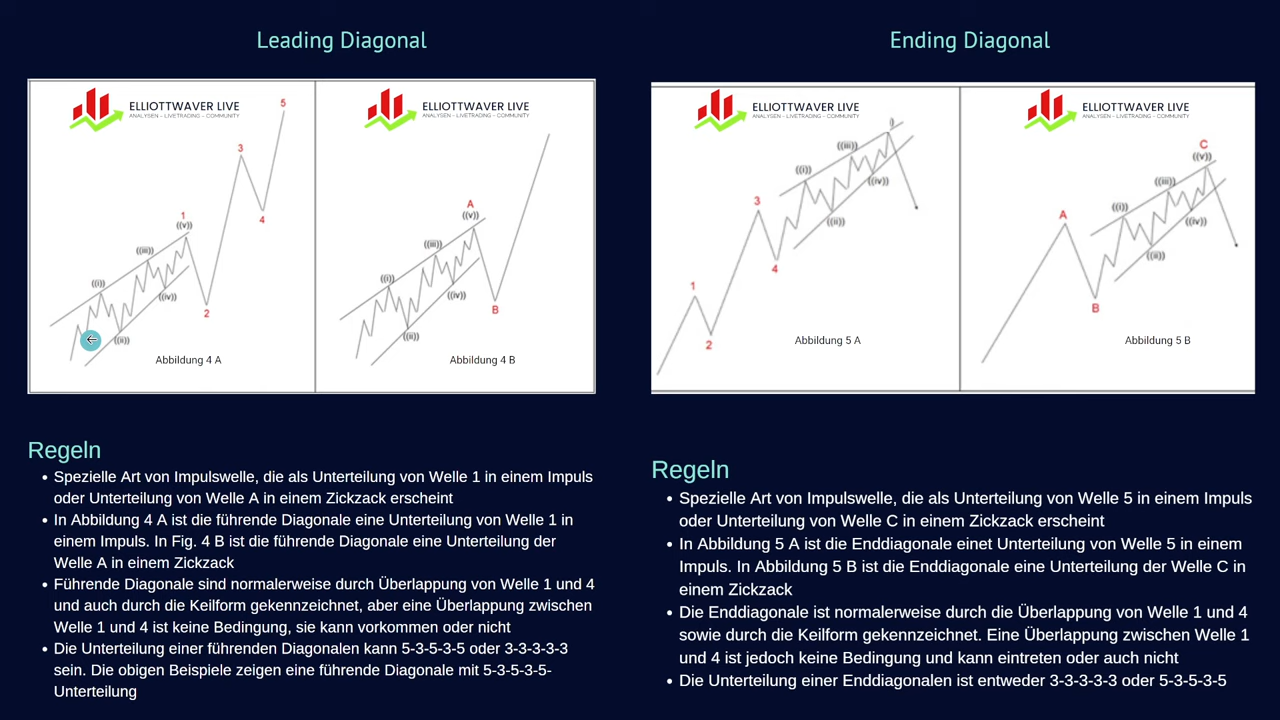 Leading Diagonal
ELLIOTTWAVER LIVE
ANALYSEN - LIVETRADING - COMMUNITY
5
3
4
1
((v))
((iii))
((i))
((iv))
((ii))
2
Abbildung 4 A
ELLIOTTWAVER LIVE
ANALYSEN - LIVETRADING - COMMUNITY
A
((v))
((iii))
((i))
((iv))
((ii))
B
Abbildung 4 B
Regeln
• Spezielle Art von Impulswelle, die als Unterteilung von Welle 1 in einem Impuls
oder Unterteilung von Welle A in einem Zickzack erscheint
• In Abbildung 4 A ist die führende Diagonale eine Unterteilung von Welle 1 in
einem Impuls. In Fig. 4 B ist die führende Diagonale eine Unterteilung der
Welle A in einem Zickzack
• Führende Diagonale sind normalerweise durch Überlappung von Welle 1 und 4
und auch durch die Keilform gekennzeichnet, aber eine Überlappung zwischen
Welle 1 und 4 ist keine Bedingung, sie kann vorkommen oder nicht
• Die Unterteilung einer führenden Diagonalen kann 5-3-5-3-5 oder 3-3-3-3-3
sein. Die obigen Beispiele zeigen eine führende Diagonale mit 5-3-5-3-5-
Unterteilung
Ending Diagonal
ELLIOTTWAVER LIVE
ANALYSEN - LIVETRADING - COMMUNITY
((iii))
((i))
((iv))
((ii))
3
4
1
2
Abbildung 5 A
ELLIOTTWAVER LIVE
ANALYSEN - LIVETRADING - COMMUNITY
C
((v))
((iii))
((i))
((iv))
((ii))
A
B
Abbildung 5 B
Regeln
• Spezielle Art von Impulswelle, die als Unterteilung von Welle 5 in einem Impuls
oder Unterteilung von Welle C in einem Zickzack erscheint
• In Abbildung 5 A ist die Enddiagonale einet Unterteilung von Welle 5 in einem
Impuls. In Abbildung 5 B ist die Enddiagonale eine Unterteilung der Welle C in
einem Zickzack
• Die Enddiagonale ist normalerweise durch die Überlappung von Welle 1 und 4
sowie durch die Keilform gekennzeichnet. Eine Überlappung zwischen Welle 1
und 4 ist jedoch keine Bedingung und kann eintreten oder auch nicht
• Die Unterteilung einer Enddiagonalen ist entweder 3-3-3-3-3 oder 5-3-5-3-5